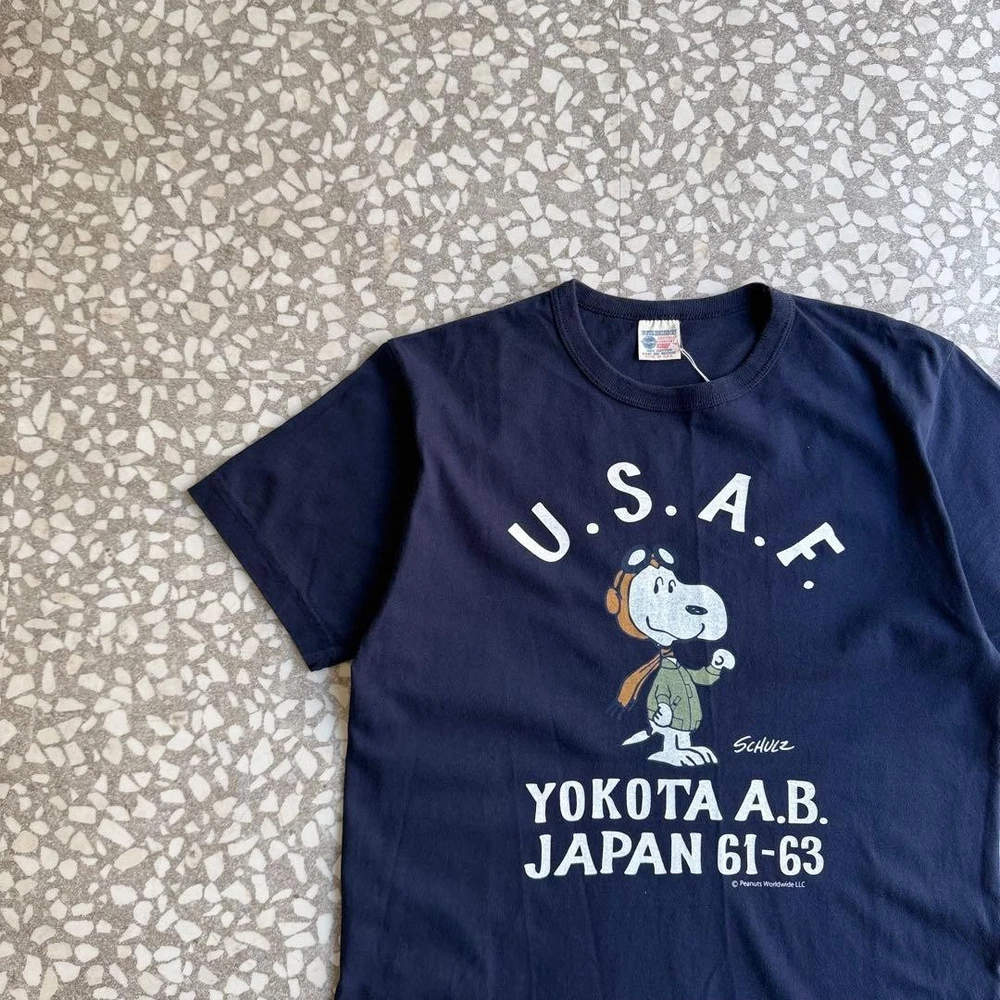 U.S.A.F.
SCHULZ
YOKOTA A.B.
JAPAN 61-63
© Peanuts Worldwide LLC